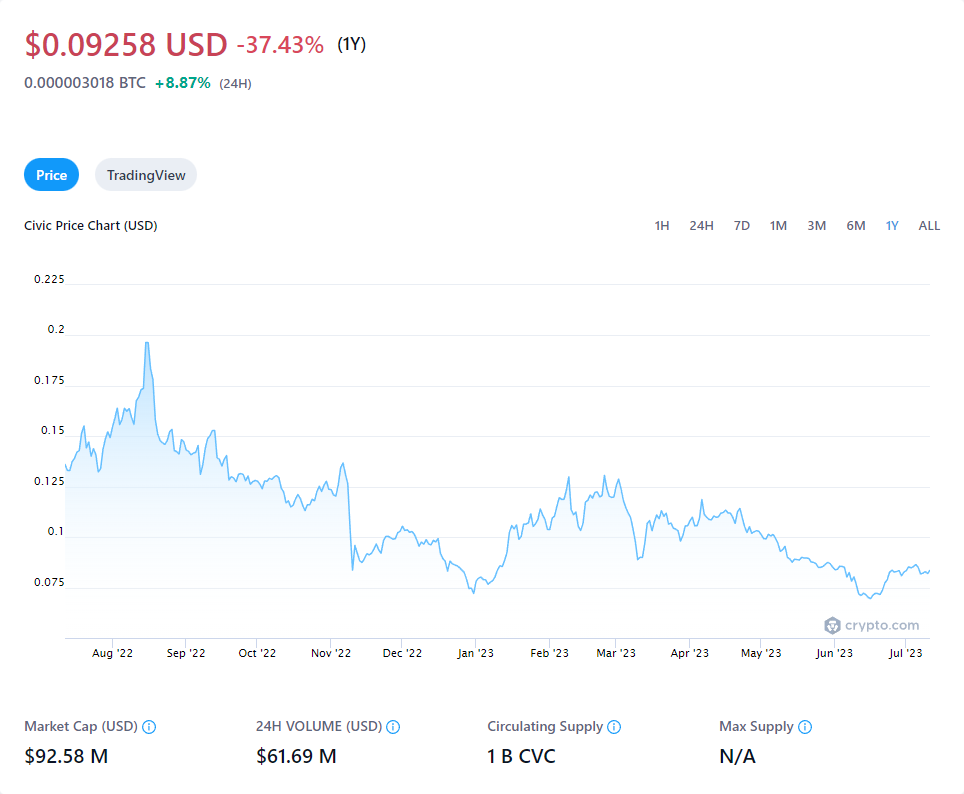 $0.09258 USD -37.43% (1Y)
0.000003018 BTC +8.87% (24H)
Price TradingView
Civic Price Chart (USD) 1H 24H 7D 1M 3M 6M 1Y ALL
0.225
0.2
0.175
0.15
0.125
0.1
0.075
crypto.com
Aug '22 Sep '22 Oct '22 Nov '22 Dec '22 Jan '23 Feb '23 Mar '23 Apr '23 May '23 Jun '23 Jul '23
Market Cap (USD) 24H VOLUME (USD) Circulating Supply Max Supply
$92.58 M $61.69 M 1 B CVC N/A